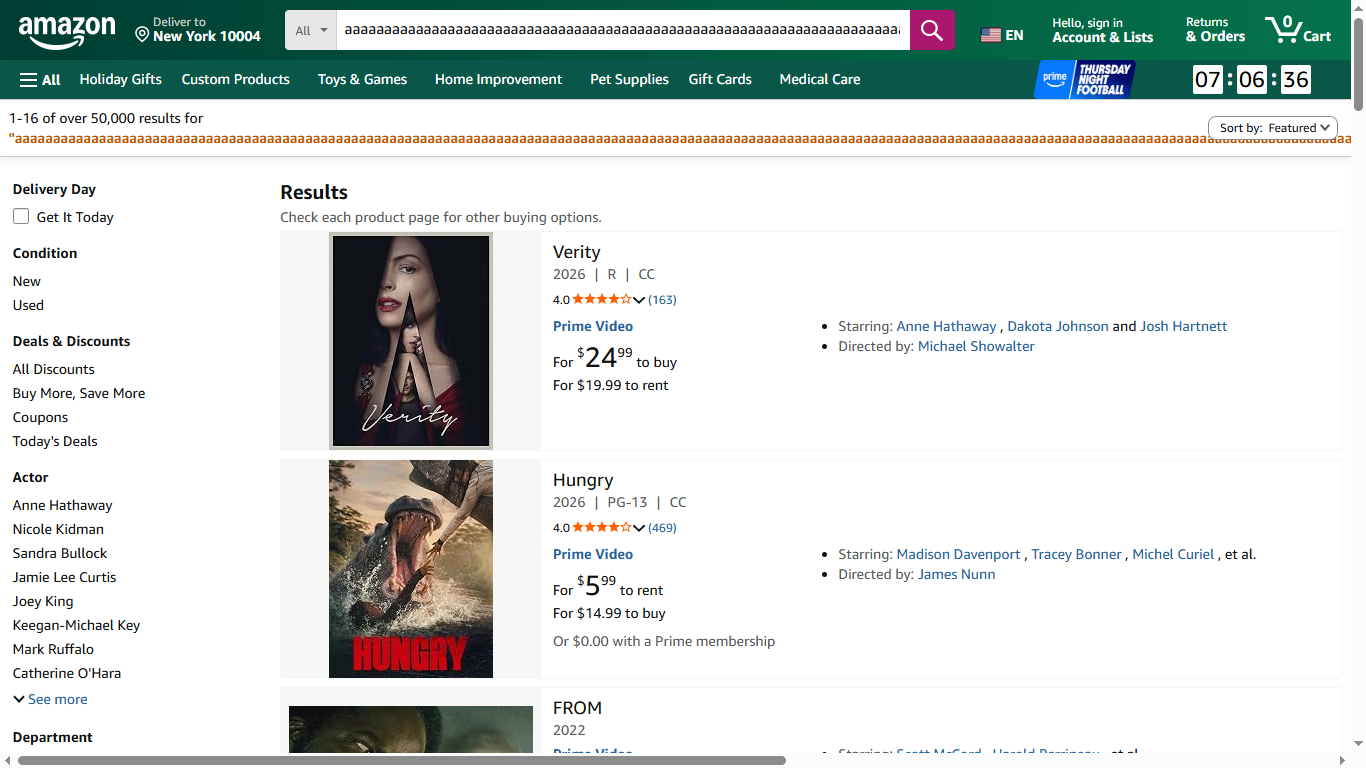 amazon
Deliver to
New York 10004
All
EN
Hello, sign in
Account & Lists
Returns
& Orders
0
Cart
All
Holiday Gifts
Custom Products
Toys & Games
Home Improvement
Pet Supplies
Gift Cards
Medical Care
prime
THURSDAY
NIGHT
FOOTBALL
07 : 06 : 36
1-16 of over 50,000 results for
Sort by: Featured
Delivery Day
Get It Today
Condition
New
Used
Deals & Discounts
All Discounts
Buy More, Save More
Coupons
Today's Deals
Actor
Anne Hathaway
Nicole Kidman
Sandra Bullock
Jamie Lee Curtis
Joey King
Keegan-Michael Key
Mark Ruffalo
Catherine O'Hara
See more
Department
Results
Check each product page for other buying options.
Verity
Verity
2026 | R | CC
4.0 (163)
Prime Video
For $24.99 to buy
For $19.99 to rent
Starring: Anne Hathaway , Dakota Johnson and Josh Hartnett
Directed by: Michael Showalter
HUNGRY
Hungry
2026 | PG-13 | CC
4.0 (469)
Prime Video
For $5.99 to rent
For $14.99 to buy
Or $0.00 with a Prime membership
Starring: Madison Davenport , Tracey Bonner , Michel Curiel , et al.
Directed by: James Nunn
FROM
2022
Prime Video